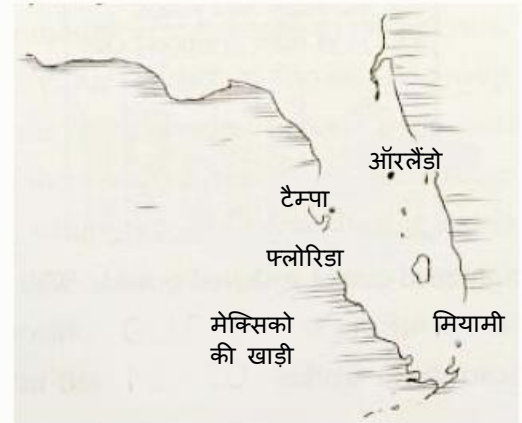 ऑरलैंडो
टैम्पा
फ्लोरिडा
मेक्सिको
की खाड़ी
मियामी